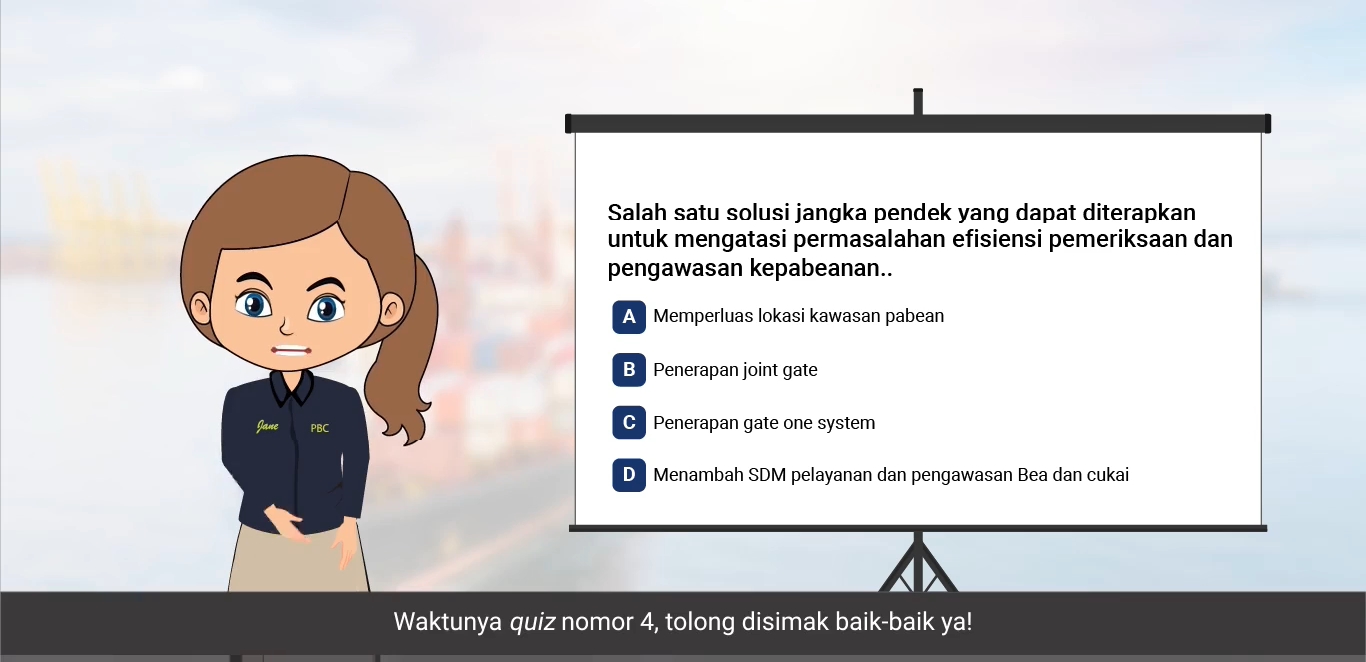 Salah satu solusi jangka pendek yang dapat diterapkan
untuk mengatasi permasalahan efisiensi pemeriksaan dan
pengawasan kepabeanan..
A Memperluas lokasi kawasan pabean
B Penerapan joint gate
C Penerapan gate one system
D Menambah SDM pelayanan dan pengawasan Bea dan cukai
Jane PBC
Waktunya quiz nomor 4, tolong disimak baik-baik ya!